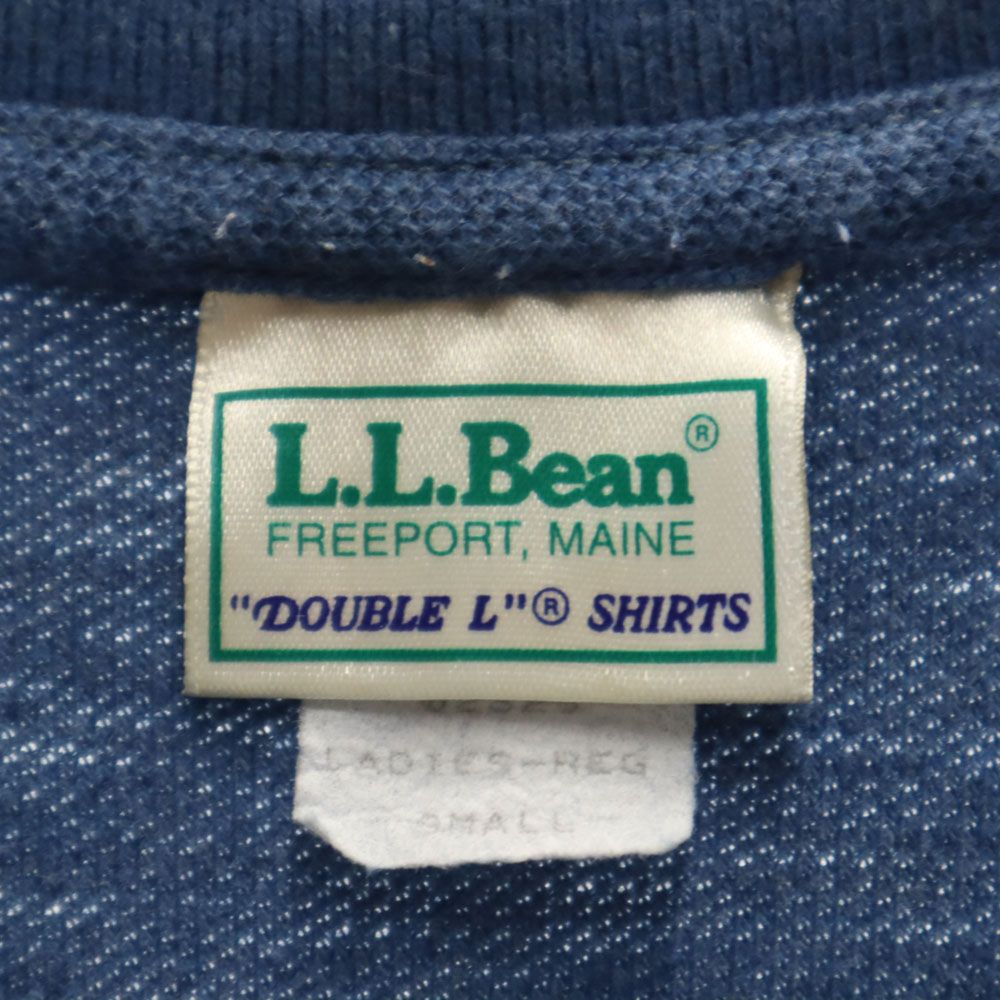 L.L.Bean®
FREEPORT, MAINE
"DOUBLE L"® SHIRTS
LADIES-REG
SMALL